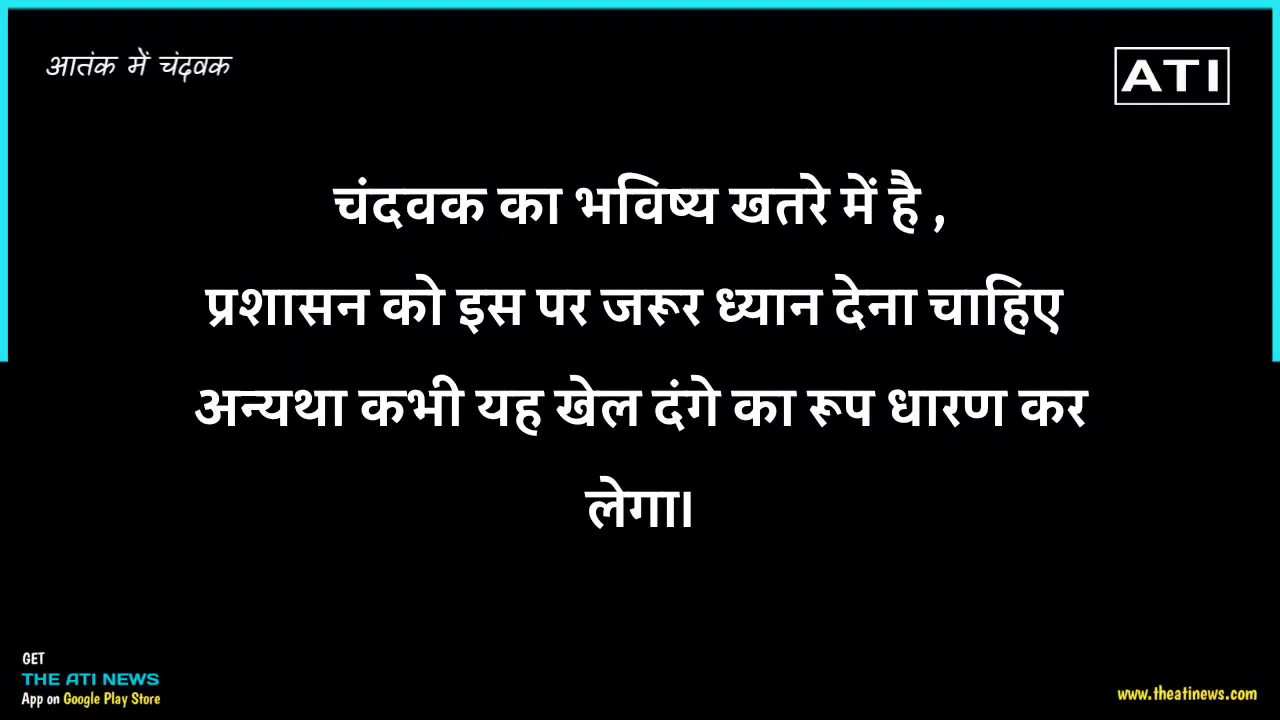 आतंक में चंदवक
ATI
चंदवक का भविष्य खतरे में है ,
प्रशासन को इस पर जरूर ध्यान देना चाहिए
अन्यथा कभी यह खेल दंगे का रूप धारण कर
लेगा।
GET
THE ATI NEWS
App on Google Play Store
www.theatinews.com